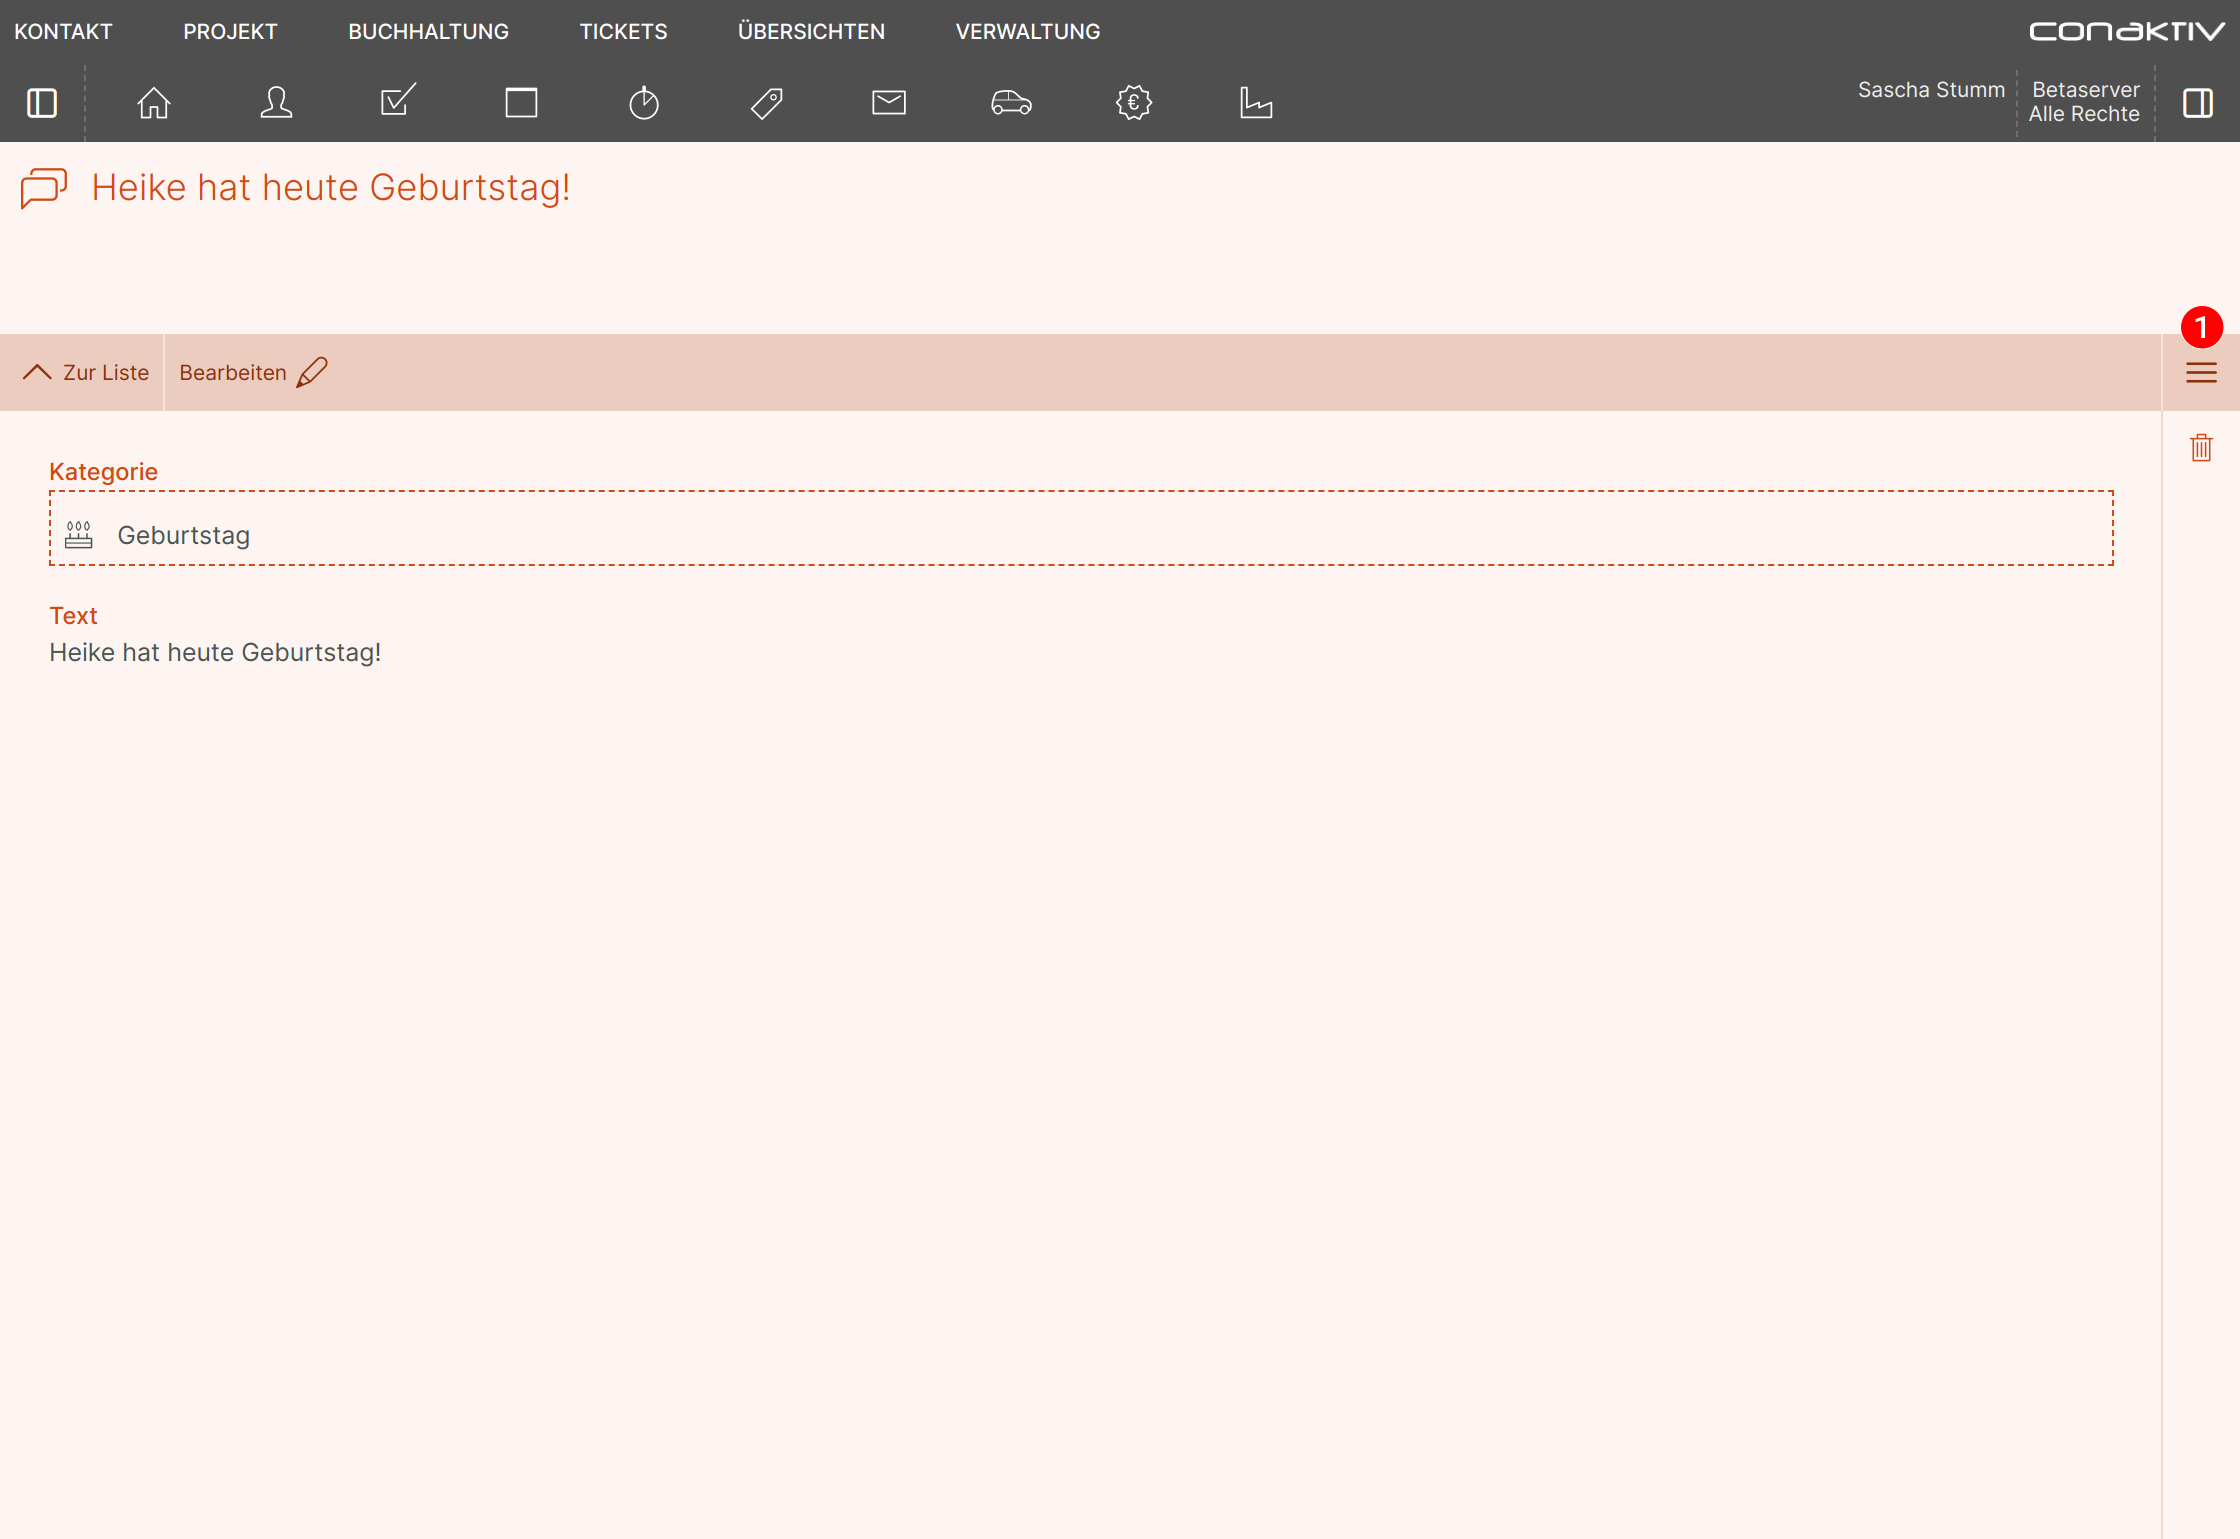 KONTAKT PROJEKT BUCHHALTUNG TICKETS ÜBERSICHTEN VERWALTUNG conaktiv
Sascha Stumm Betaserver
Alle Rechte
Heike hat heute Geburtstag!
1
Zur Liste Bearbeiten
Kategorie
Geburtstag
Text
Heike hat heute Geburtstag!